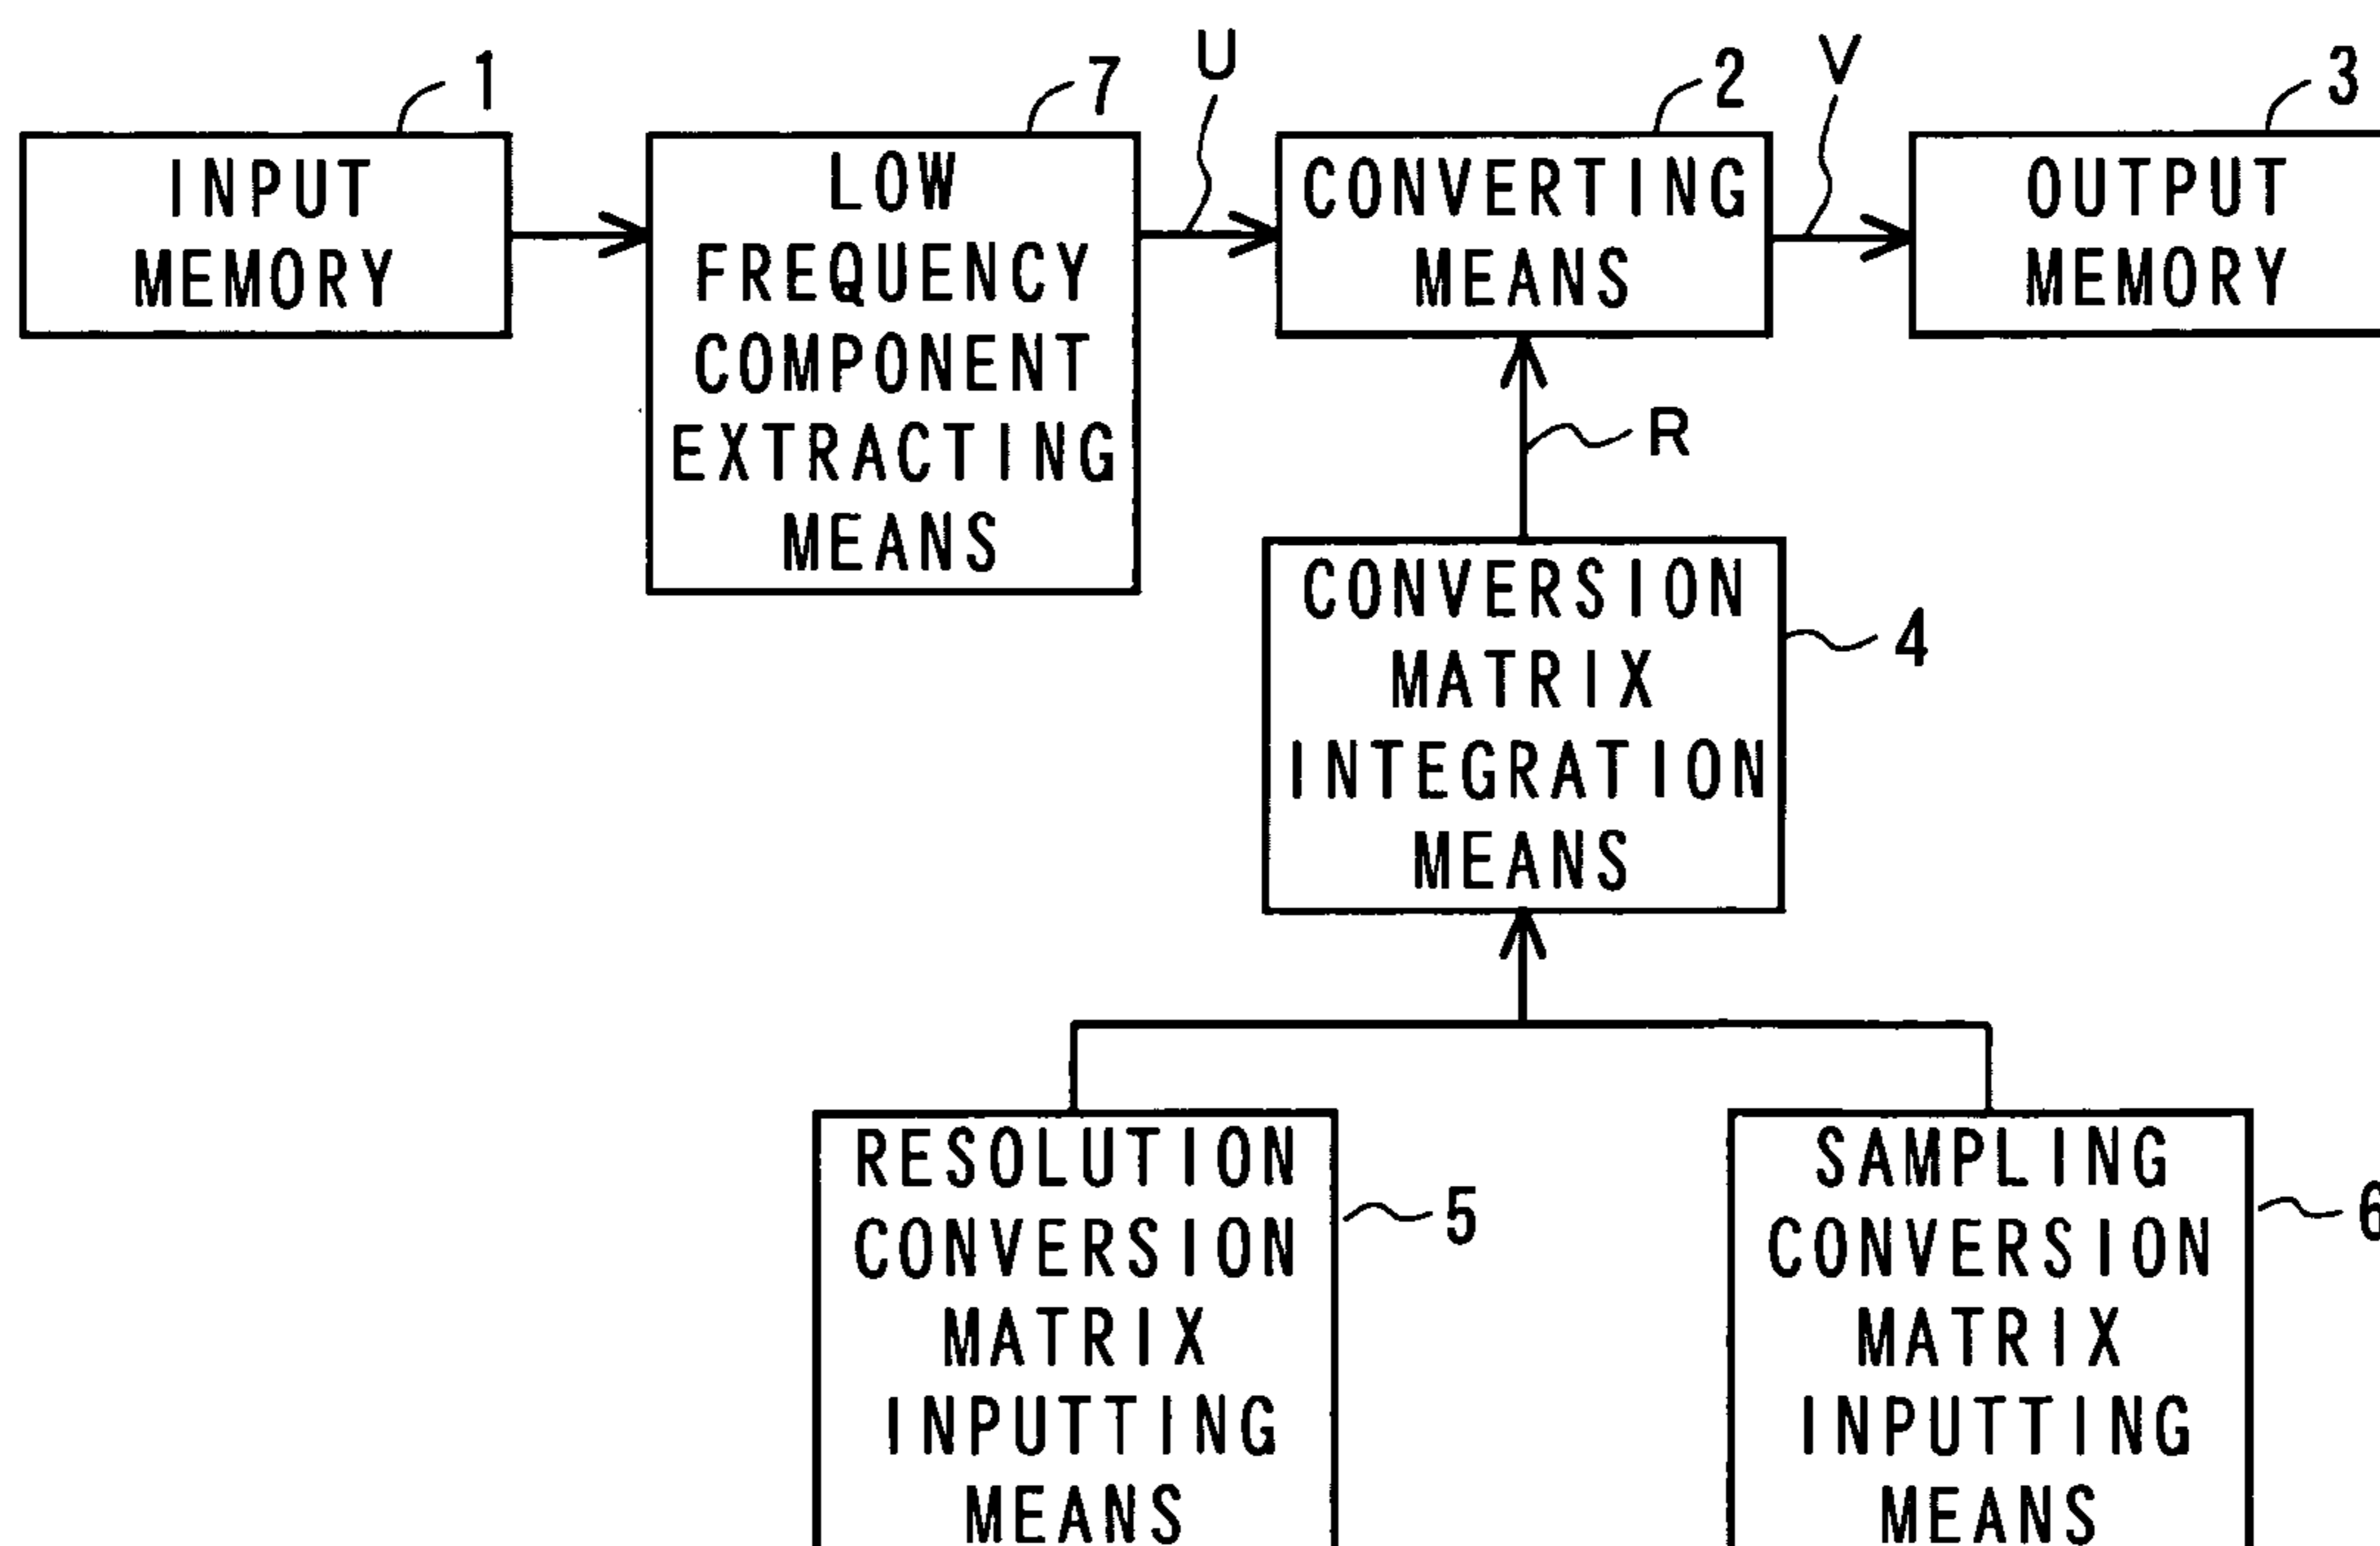 1
7
U
2
V
3
INPUT
MEMORY
LOW
FREQUENCY
COMPONENT
EXTRACTING
MEANS
CONVERTING
MEANS
OUTPUT
MEMORY
R
CONVERSION
MATRIX
INTEGRATION
MEANS
4
RESOLUTION
CONVERSION
MATRIX
INPUTTING
MEANS
5
SAMPLING
CONVERSION
MATRIX
INPUTTING
MEANS
6